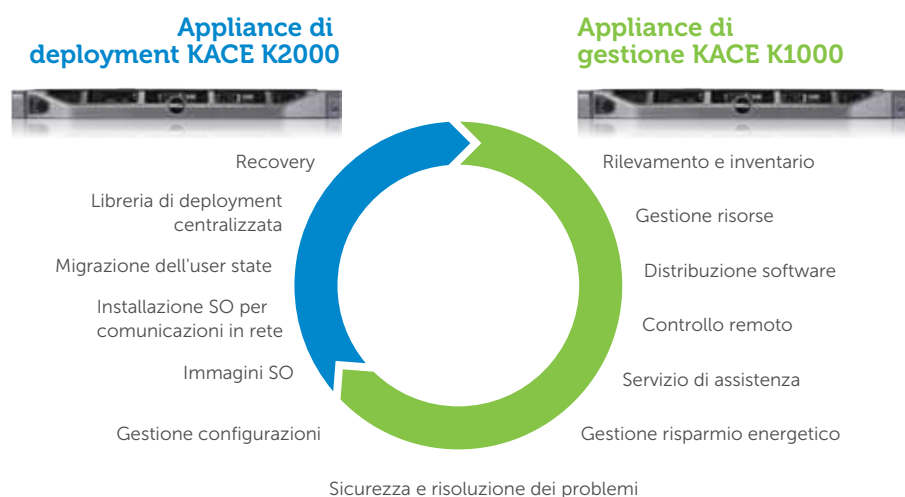 Appliance di
deployment KACE K2000
Appliance di
gestione KACE K1000
Recovery
Libreria di deployment
centralizzata
Migrazione dell'user state
Installazione SO per
comunicazioni in rete
Immagini SO
Gestione configurazioni
Rilevamento e inventario
Gestione risorse
Distribuzione software
Controllo remoto
Servizio di assistenza
Gestione risparmio energetico
Sicurezza e risoluzione dei problemi